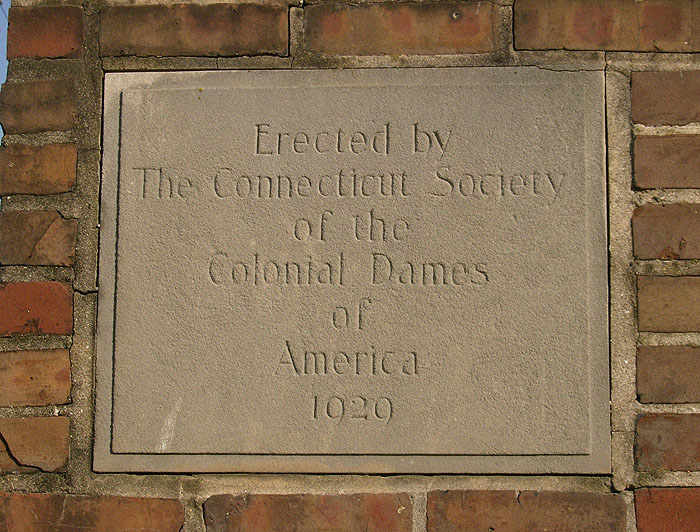 Erected by
The Connecticut Society
of the
Colonial Dames
of
America
1929